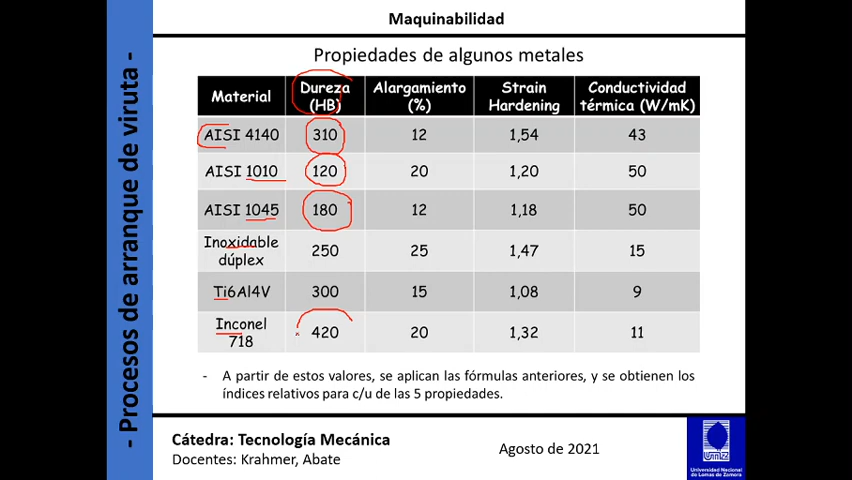 Maquinabilidad
- Procesos de arranque de viruta -
Propiedades de algunos metales
Material Dureza (HB) Alargamiento (%) Strain Hardening Conductividad térmica (W/mK)
AISI 4140 310 12 1,54 43
AISI 1010 120 20 1,20 50
AISI 1045 180 12 1,18 50
Inoxidable dúplex 250 25 1,47 15
Ti6Al4V 300 15 1,08 9
Inconel 718 420 20 1,32 11
- A partir de estos valores, se aplican las fórmulas anteriores, y se obtienen los
índices relativos para c/u de las 5 propiedades.
Cátedra: Tecnología Mecánica
Docentes: Krahmer, Abate
Agosto de 2021
Universidad Nacional
de Lomas de Zamora